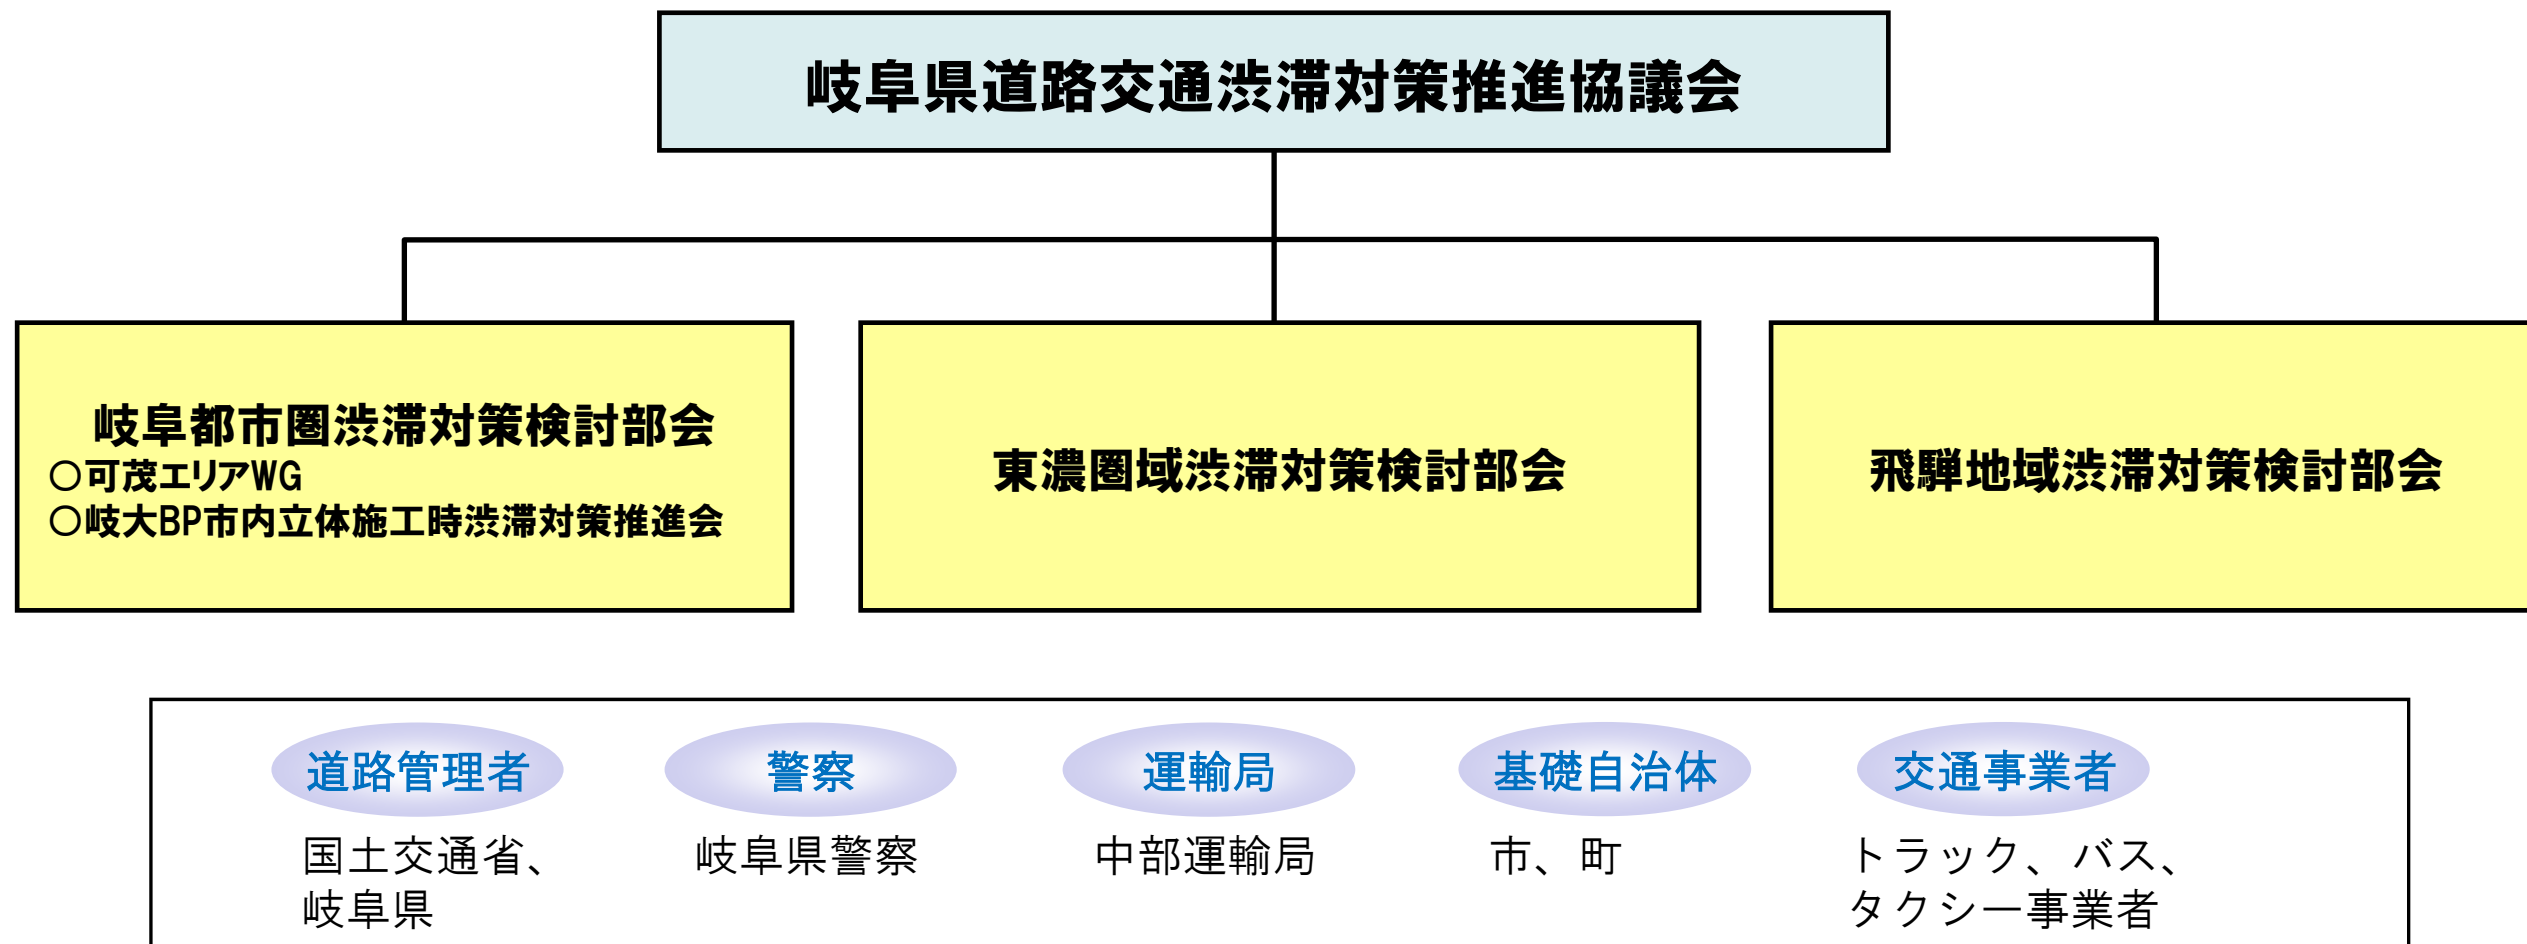 岐阜県道路交通渋滞対策推進協議会
岐阜都市圏渋滞対策検討部会
○可茂エリアWG
○岐大BP市内立体施工時渋滞対策推進会
東濃圏域渋滞対策検討部会
飛騨地域渋滞対策検討部会
道路管理者
国土交通省、
岐阜県
警察
岐阜県警察
運輸局
中部運輸局
基礎自治体
市、町
交通事業者
トラック、バス、
タクシー事業者